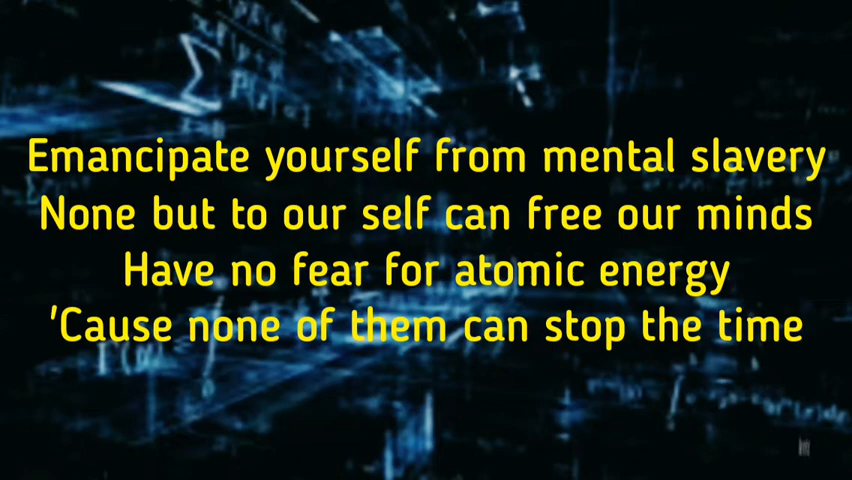 Emancipate yourself from mental slavery
None but to our self can free our minds
Have no fear for atomic energy
'Cause none of them can stop the time